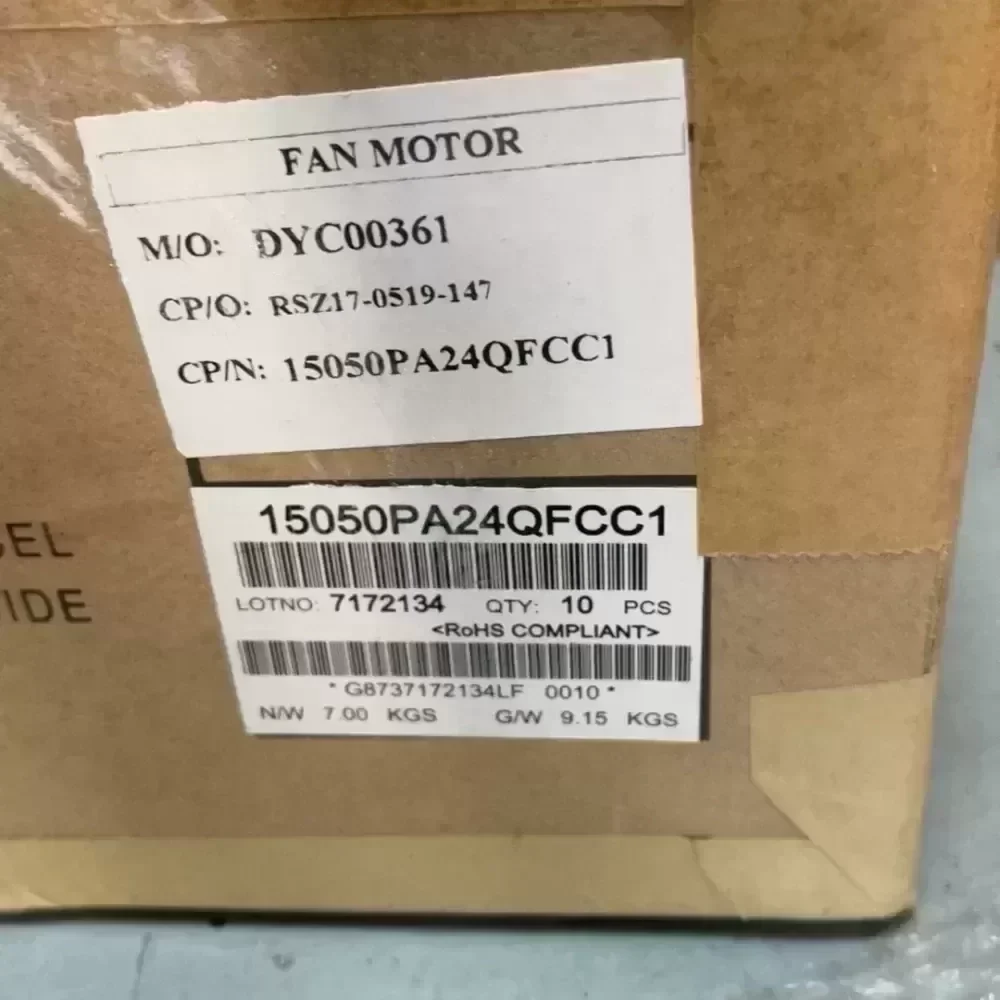 FAN MOTOR
M/O: DYC00361
CP/O: RSZ17-0519-147
CP/N: 15050PA24QFCC1
15050PA24QFCC1
LOTNO: 7172134 QTY: 10 PCS
<RoHS COMPLIANT>
* G8737172134LF 0010 *
N/W 7.00 KGS G/W 9.15 KGS
EL
IDE